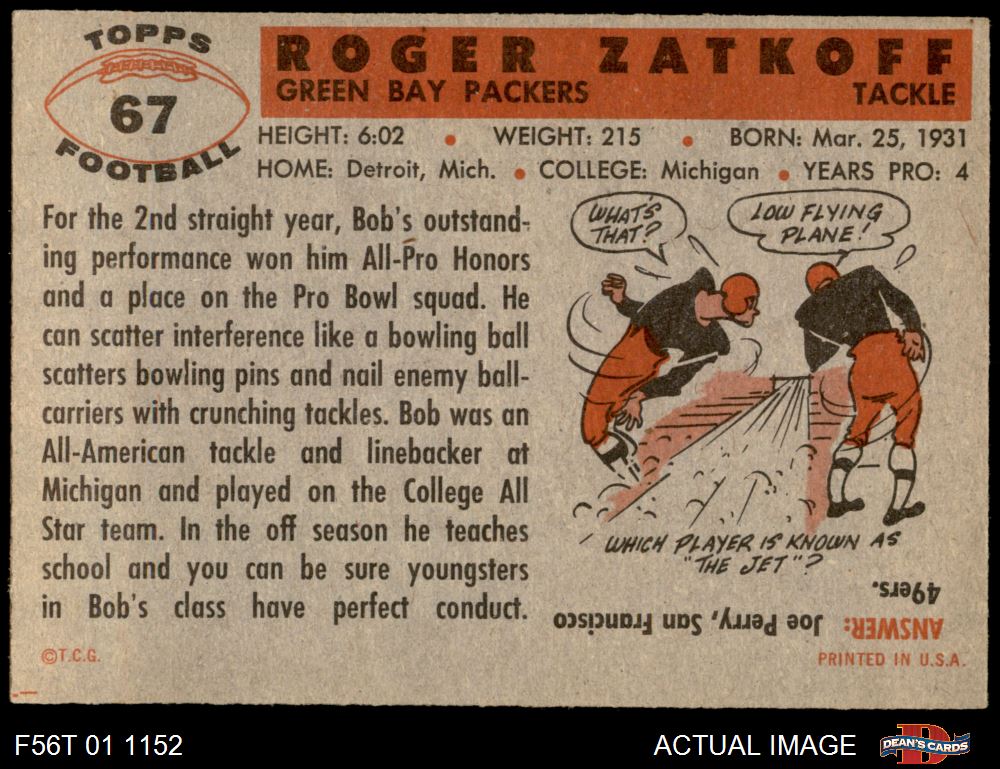 TOPPS
67
FOOTBALL
ROGER ZATKOFF
GREEN BAY PACKERS TACKLE
HEIGHT: 6:02 • WEIGHT: 215 • BORN: Mar. 25, 1931
HOME: Detroit, Mich. • COLLEGE: Michigan • YEARS PRO: 4
For the 2nd straight year, Bob's outstand-
ing performance won him All-Pro Honors
and a place on the Pro Bowl squad. He
can scatter interference like a bowling ball
scatters bowling pins and nail enemy ball-
carriers with crunching tackles. Bob was an
All-American tackle and linebacker at
Michigan and played on the College All
Star team. In the off season he teaches
school and you can be sure youngsters
in Bob's class have perfect conduct.
©T.C.G.
WHAT'S
THAT?
LOW FLYING
PLANE!
WHICH PLAYER IS KNOWN AS
"THE JET"?
ANSWER: Joe Perry, San Francisco
49ers.
PRINTED IN U.S.A.
F56T 01 1152
ACTUAL IMAGE
DEAN'S CARDS